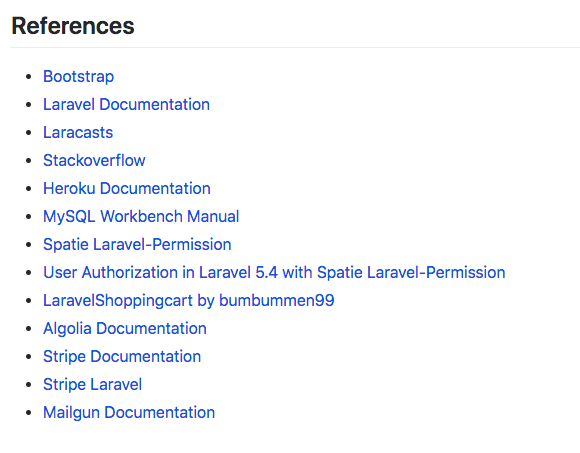 References
Bootstrap
Laravel Documentation
Laracasts
Stackoverflow
Heroku Documentation
MySQL Workbench Manual
Spatie Laravel-Permission
User Authorization in Laravel 5.4 with Spatie Laravel-Permission
LaravelShoppingcart by bumbummen99
Algolia Documentation
Stripe Documentation
Stripe Laravel
Mailgun Documentation